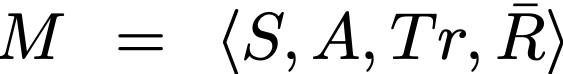 M = ⟨S, A, Tr, R̄⟩